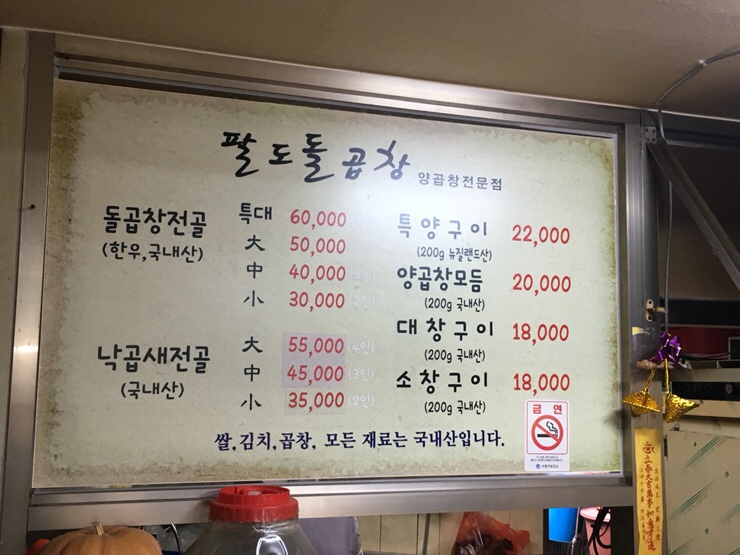 팔도돌곱창 양곱창전문점
돌곱창전골
(한우,국내산)
특대 60,000
大 50,000
中 40,000 (3인)
小 30,000 (2인)
낙곱새전골
(국내산)
大 55,000 (4인)
中 45,000 (3인)
小 35,000 (2인)
특양구이 22,000
(200g 뉴질랜드산)
양곱창모듬 20,000
(200g 국내산)
대창구이 18,000
(200g 국내산)
소창구이 18,000
(200g 국내산)
쌀,김치,곱창, 모든 재료는 국내산입니다.
금연